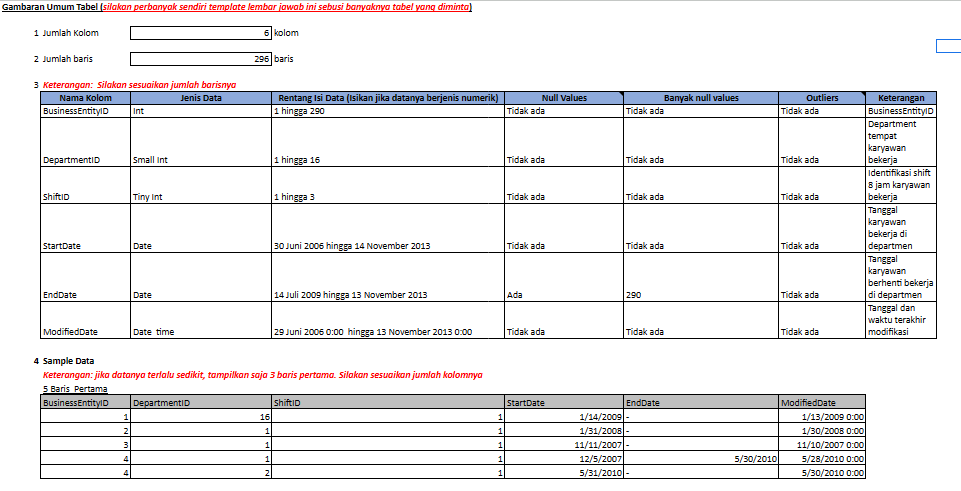 Gambaran Umum Tabel (silakan perbanyak sendiri template lembar jawab ini sebusi banyaknya tabel yang diminta)
1 Jumlah Kolom 6 kolom
2 Jumlah baris 296 baris
3 Keterangan: Silakan sesuaikan jumlah barisnya
Nama Kolom Jenis Data Rentang Isi Data (Isikan jika datanya berjenis numerik) Null Values Banyak null values Outliers Keterangan
BusinessEntityID Int 1 hingga 290 Tidak ada Tidak ada Tidak ada BusinessEntityID
Department
tempat
karyawan
DepartmentID Small Int 1 hingga 16 Tidak ada Tidak ada Tidak ada bekerja
Identifikasi shift
8 jam karyawan
ShiftID Tiny Int 1 hingga 3 Tidak ada Tidak ada Tidak ada bekerja
Tanggal
karyawan
bekerja di
StartDate Date 30 Juni 2006 hingga 14 November 2013 Tidak ada Tidak ada Tidak ada departmen
Tanggal
karyawan
berhenti bekerja
EndDate Date 14 Juli 2009 hingga 13 November 2013 Ada 290 Tidak ada di departmen
Tanggal dan
waktu terakhir
ModifiedDate Date time 29 Juni 2006 0:00 hingga 13 November 2013 0:00 Tidak ada Tidak ada Tidak ada modifikasi
4 Sample Data
Keterangan: jika datanya terlalu sedikit, tampilkan saja 3 baris pertama. Silakan sesuaikan jumlah kolomnya
5 Baris Pertama
BusinessEntityID DepartmentID ShiftID StartDate EndDate ModifiedDate
1 16 1 1/14/2009 - 1/13/2009 0:00
2 1 1 1/31/2008 - 1/30/2008 0:00
3 1 1 11/11/2007 - 11/10/2007 0:00
4 1 1 12/5/2007 5/30/2010 5/28/2010 0:00
4 2 1 5/31/2010 - 5/30/2010 0:00